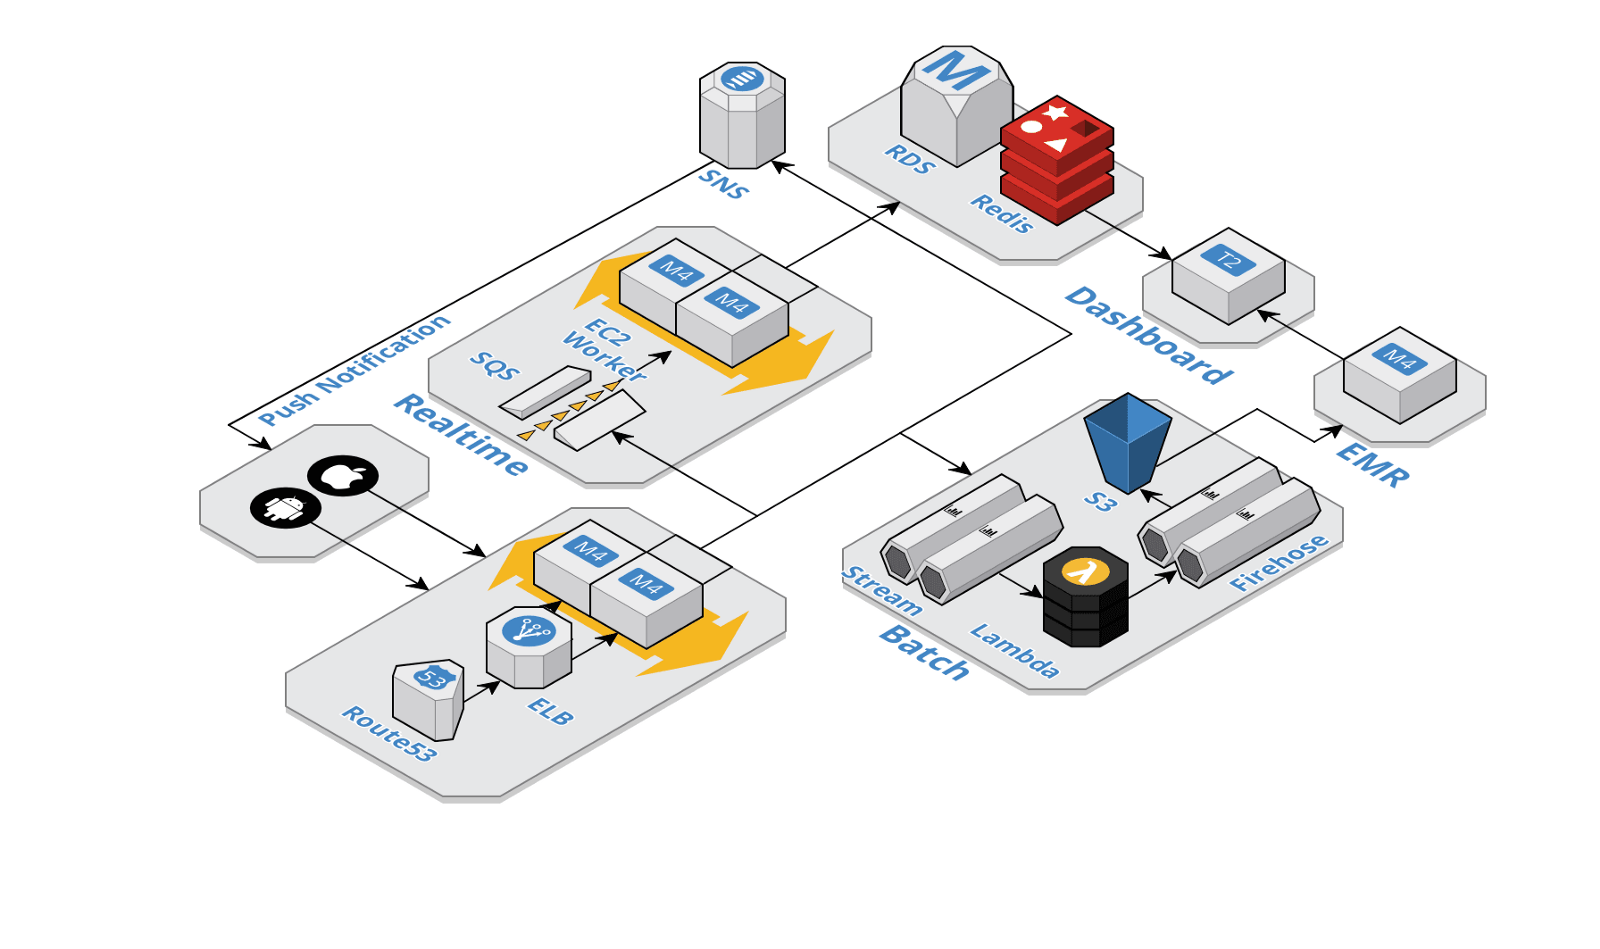 M
SNS
RDS
Redis
T2
Dashboard
M4
EMR
M4
M4
EC2
Worker
SQS
Realtime
Push Notification
S3
Stream
Lambda
Firehose
Batch
λ
M4
M4
ELB
53
Route53